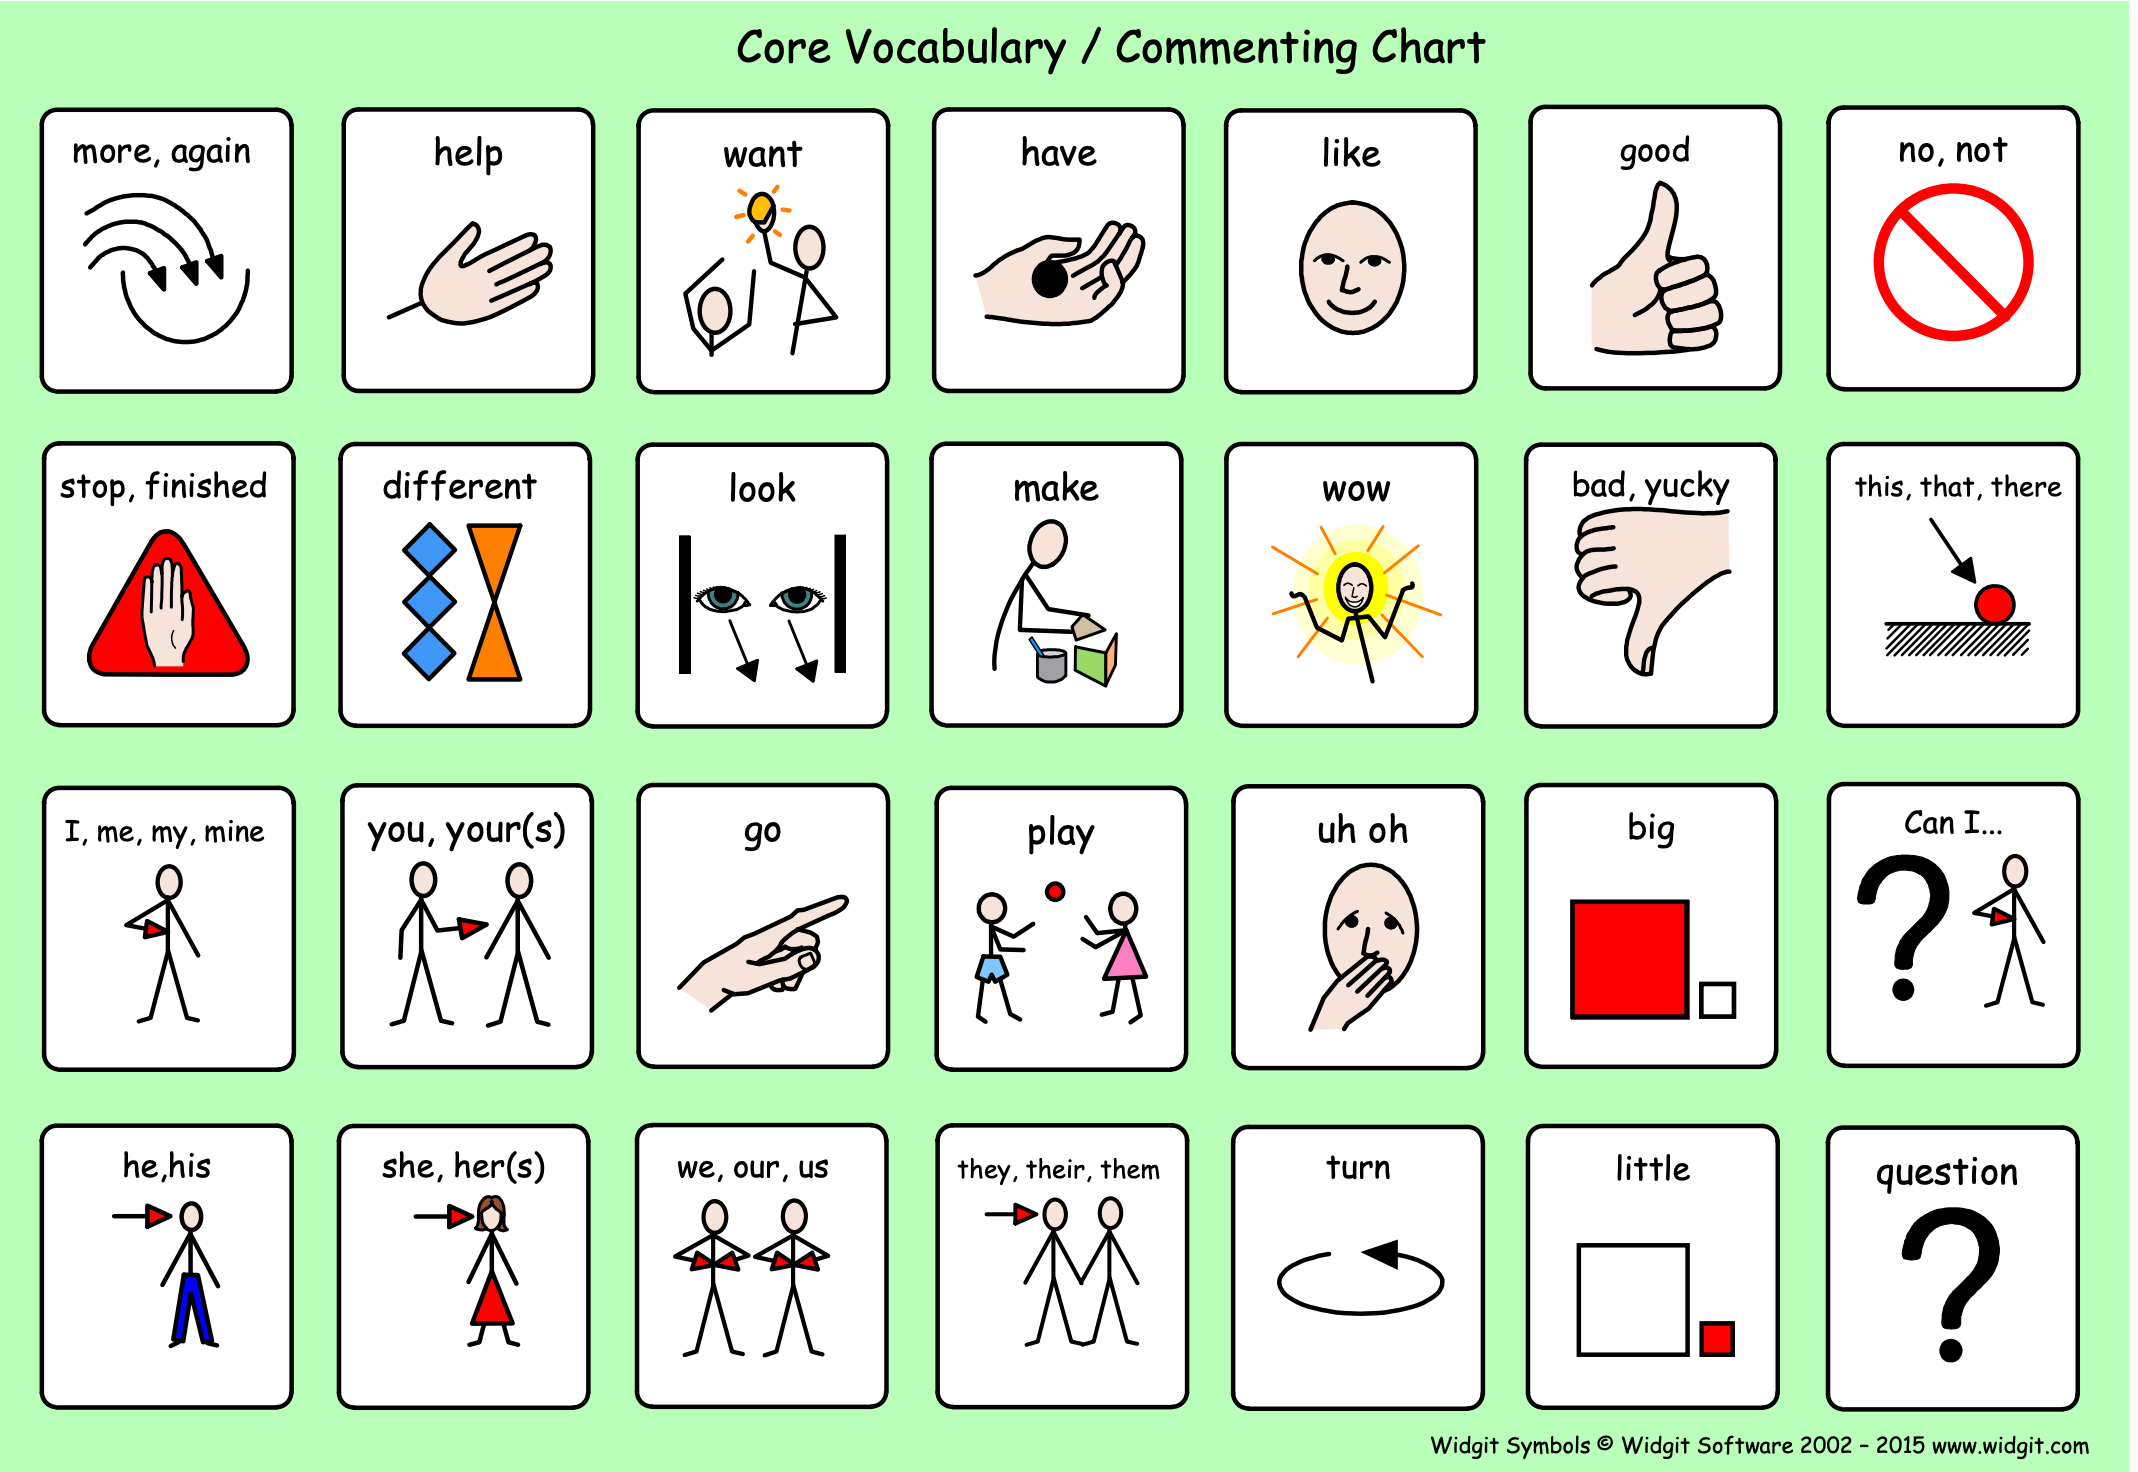 Core Vocabulary / Commenting Chart
more, again
help
want
have
like
good
no, not
stop, finished
different
look
make
wow
bad, yucky
this, that, there
I, me, my, mine
you, your(s)
go
play
uh oh
big
Can I...
he,his
she, her(s)
we, our, us
they, their, them
turn
little
question
Widgit Symbols © Widgit Software 2002 - 2015 www.widgit.com